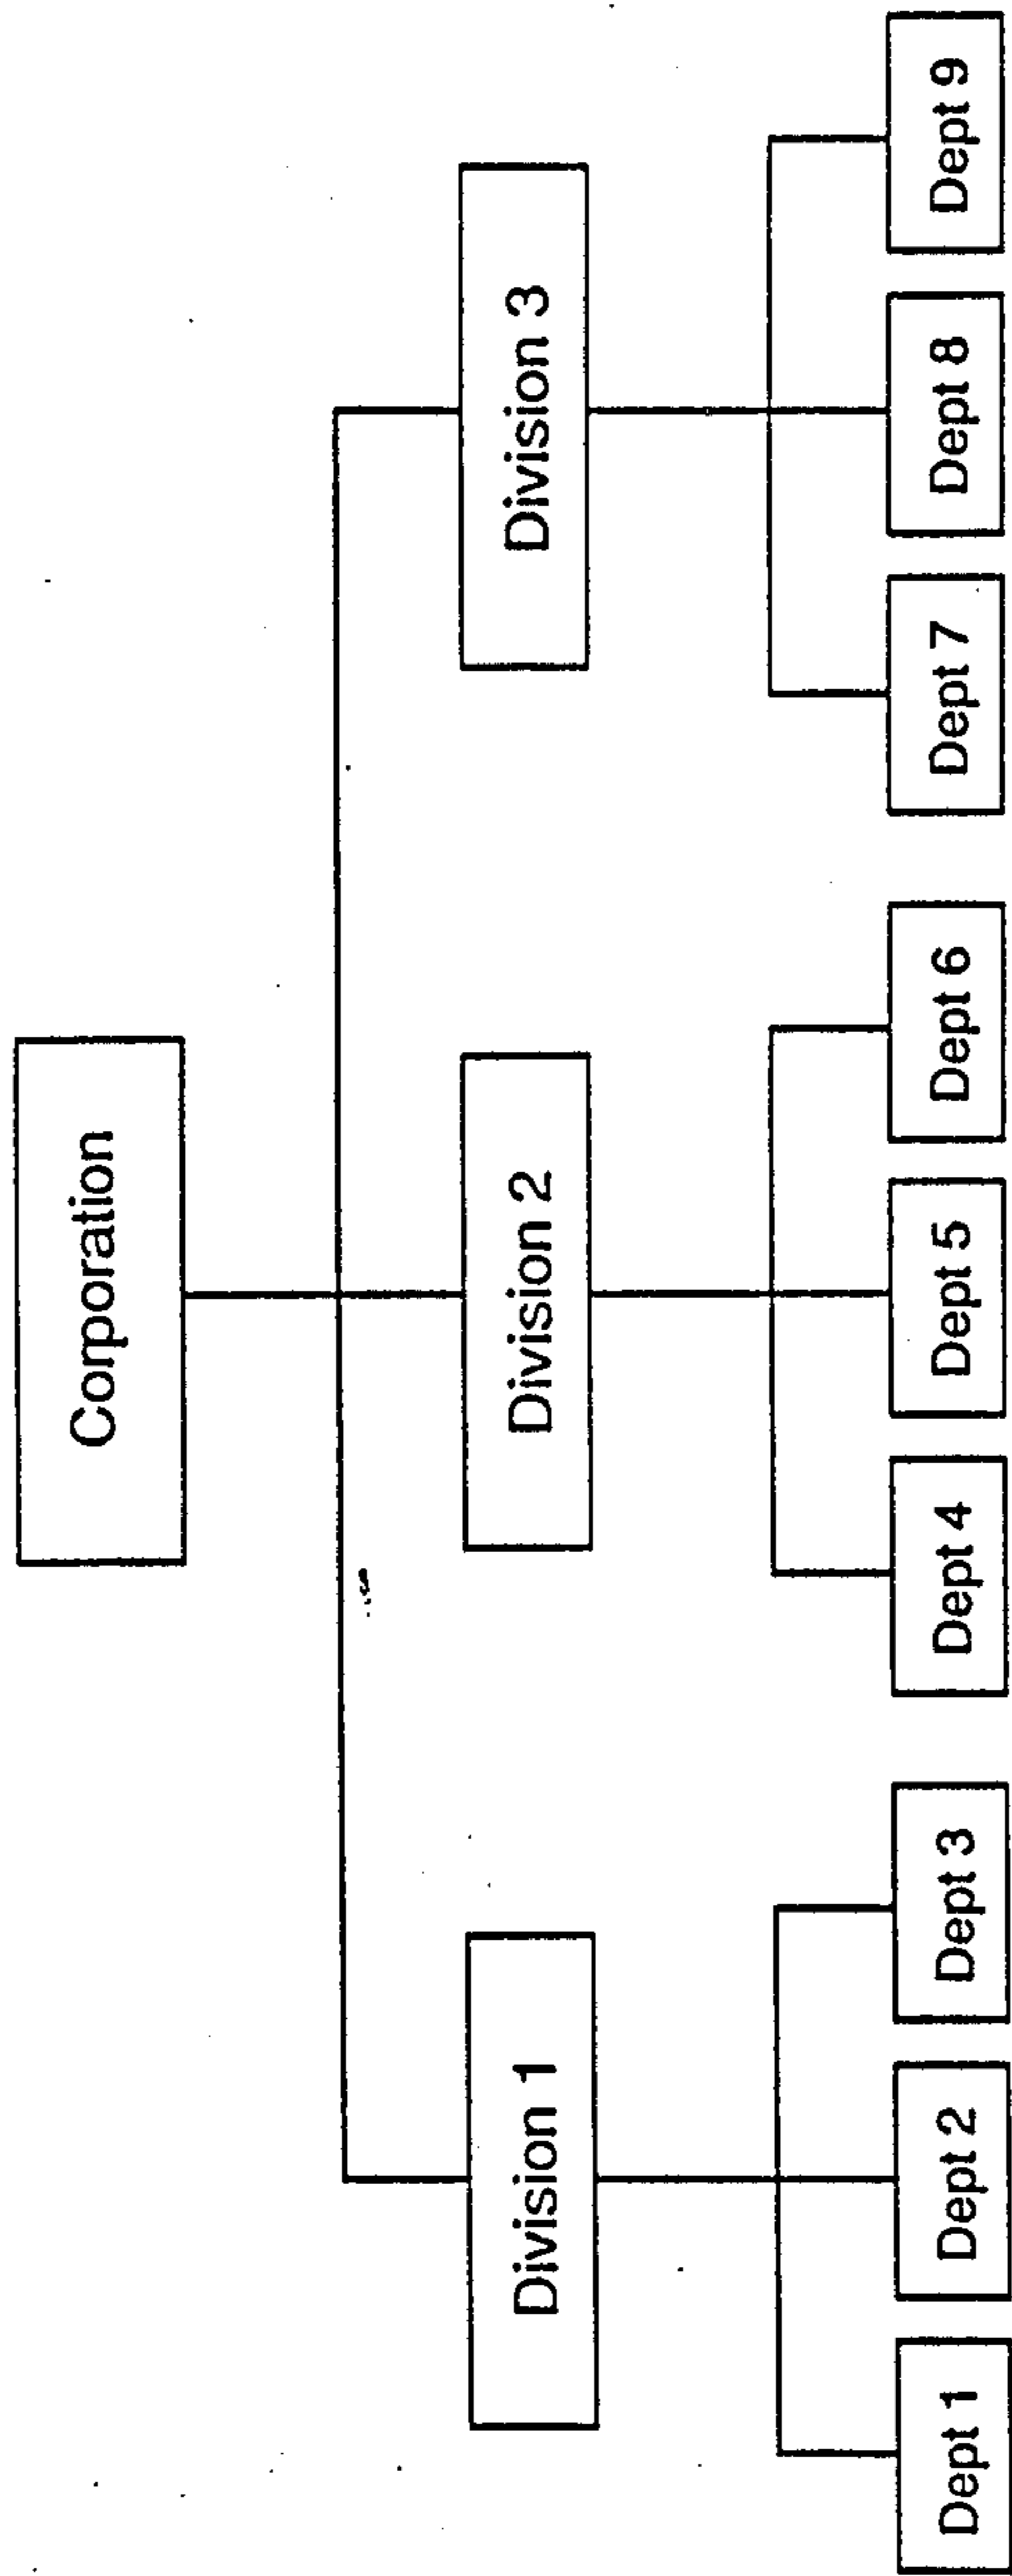 Corporation
Division 1
Division 2
Division 3
Dept 1
Dept 2
Dept 3
Dept 4
Dept 5
Dept 6
Dept 7
Dept 8
Dept 9